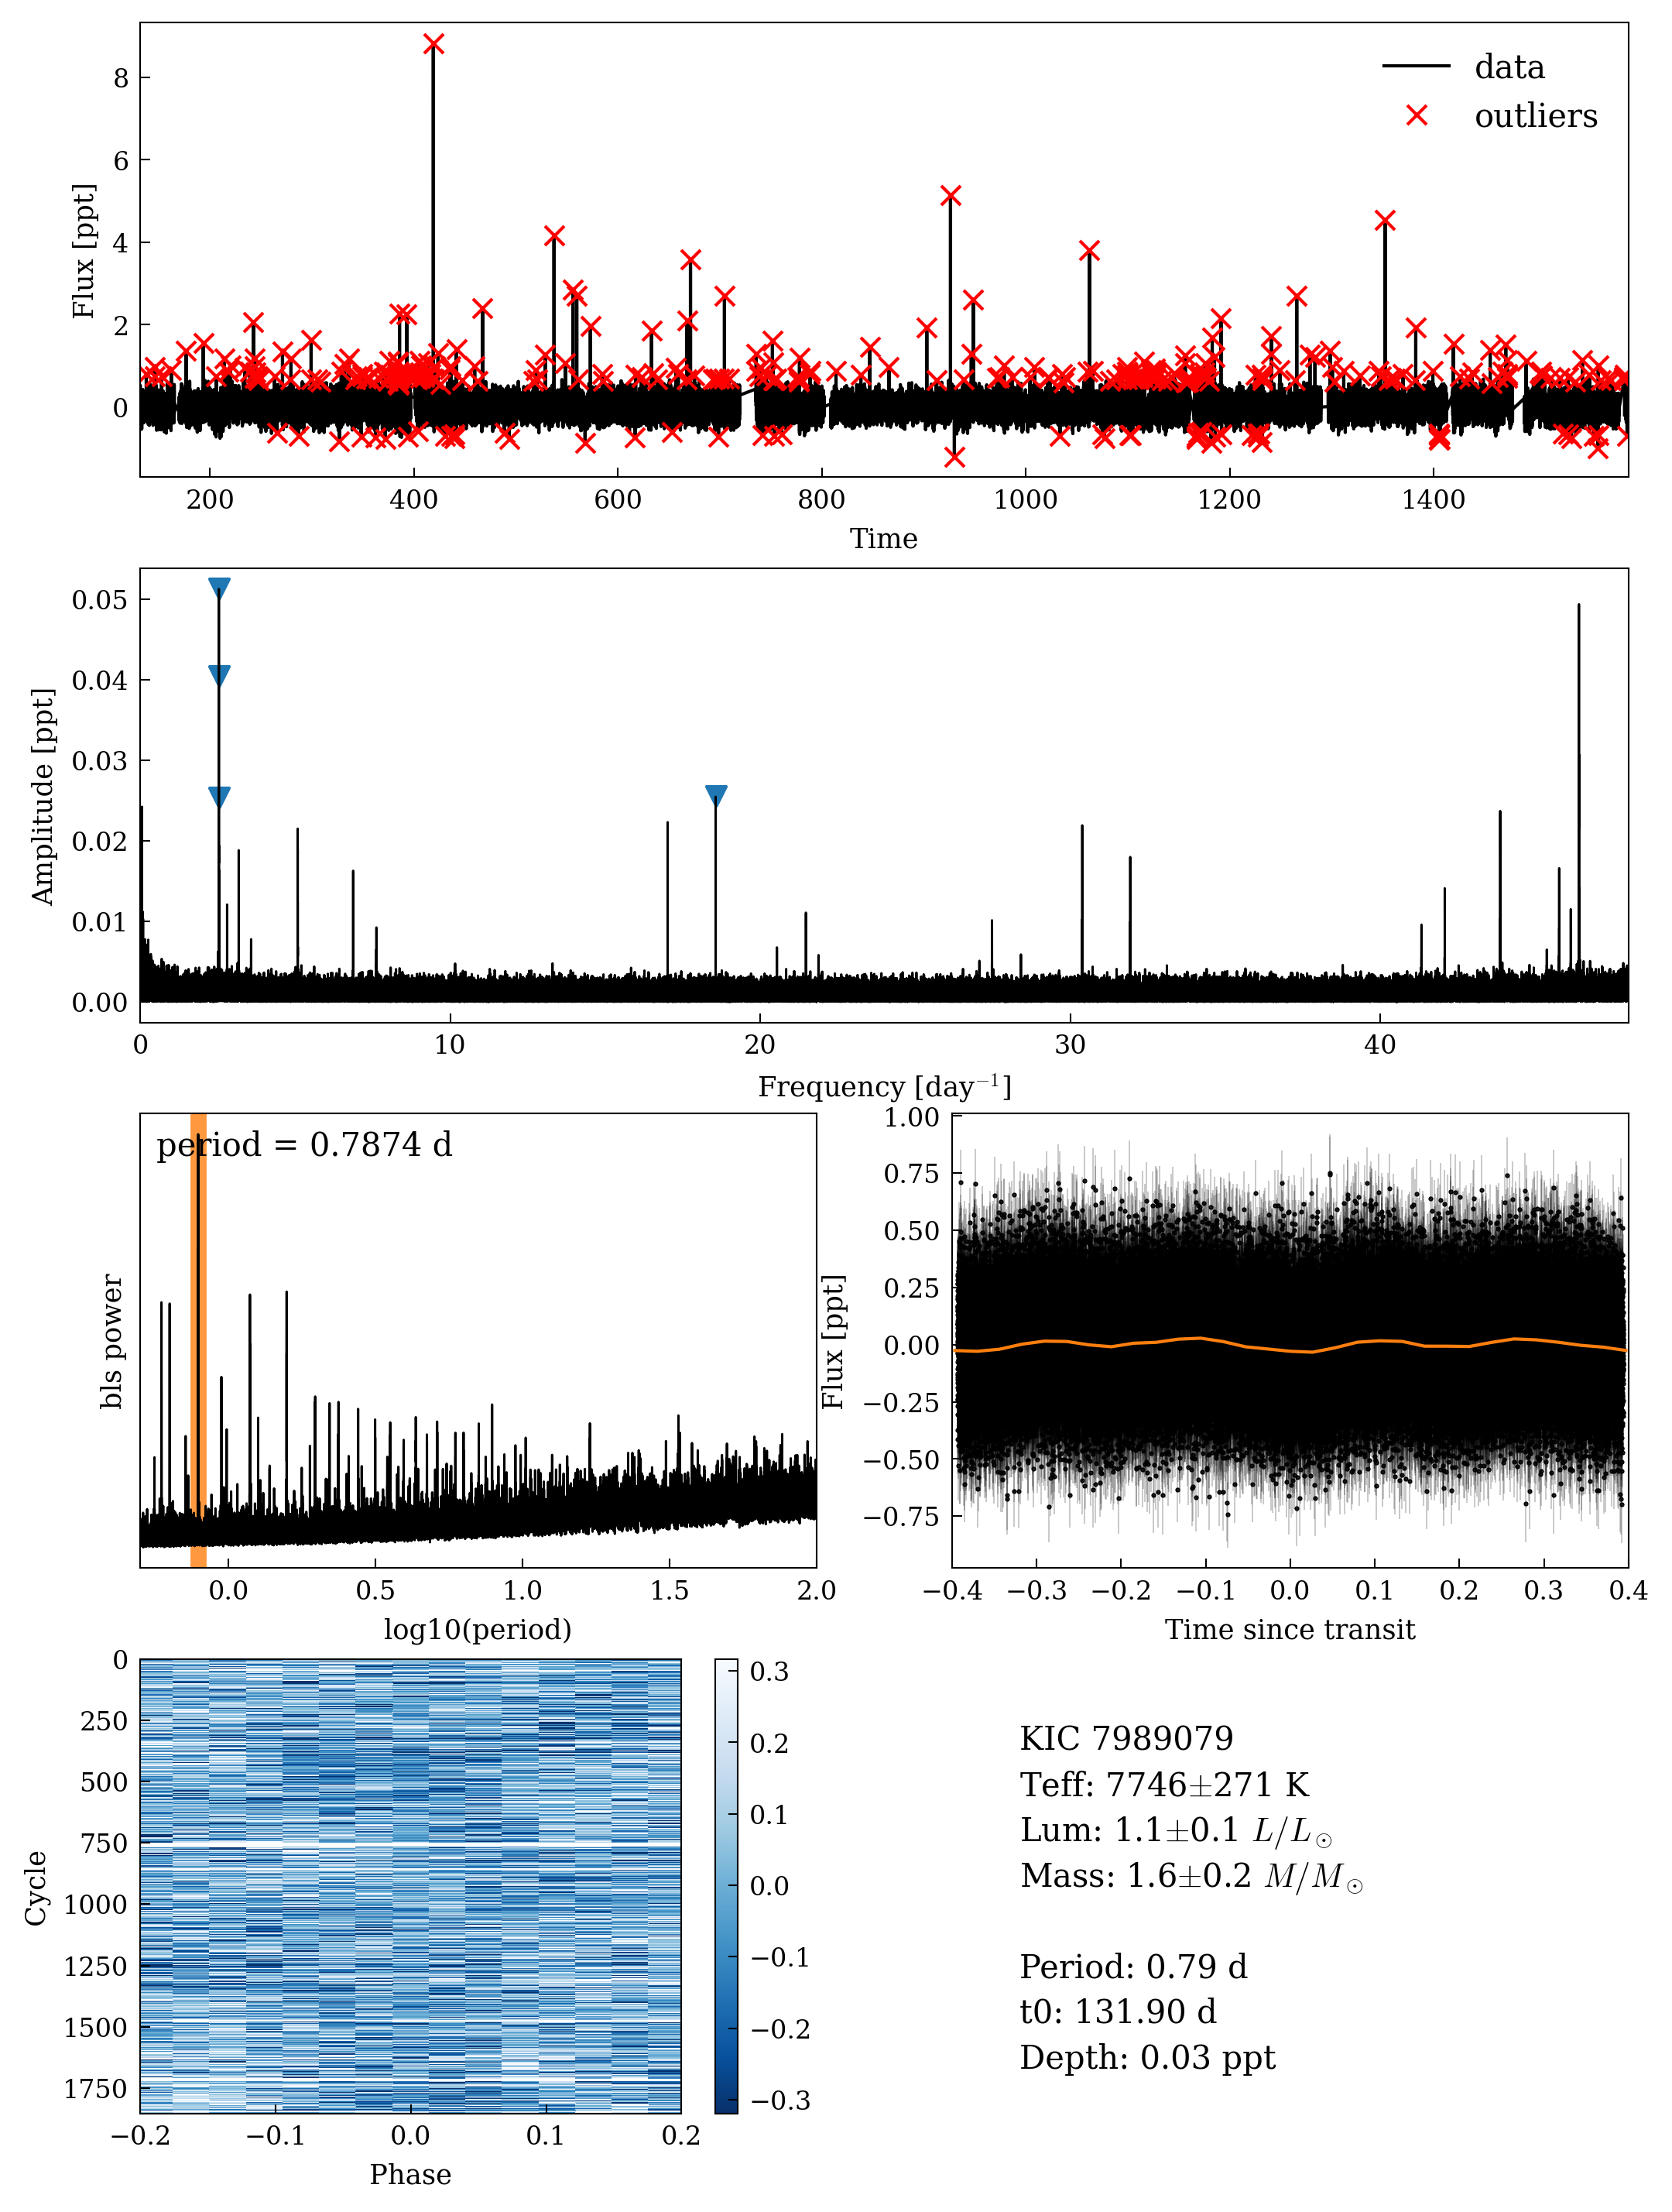 data
outliers
8
6
4
2
0
Flux [ppt]
200 400 600 800 1000 1200 1400
Time
0.05
0.04
0.03
0.02
0.01
0.00
Amplitude [ppt]
0 10 20 30 40
Frequency [day⁻¹]
period = 0.7874 d
bls power
0.0 0.5 1.0 1.5 2.0
log10(period)
1.00
0.75
0.50
0.25
0.00
−0.25
−0.50
−0.75
Flux [ppt]
−0.4 −0.3 −0.2 −0.1 0.0 0.1 0.2 0.3 0.4
Time since transit
0
250
500
750
1000
1250
1500
1750
Cycle
−0.2 −0.1 0.0 0.1 0.2
Phase
0.3
0.2
0.1
0.0
−0.1
−0.2
−0.3
KIC 7989079
Teff: 7746±271 K
Lum: 1.1±0.1 L/L⊙
Mass: 1.6±0.2 M/M⊙
Period: 0.79 d
t0: 131.90 d
Depth: 0.03 ppt